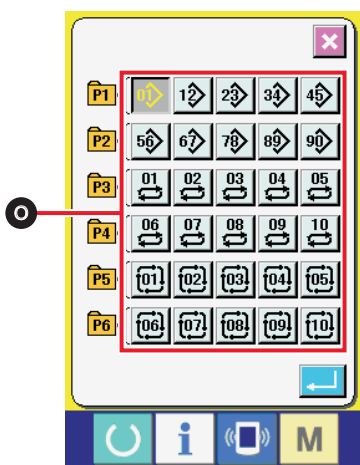 P1 01 12 23 34 45
P2 56 67 78 89 90
P3 01 02 03 04 05
O
P4 06 07 08 09 10
P5 01 02 03 04 05
P6 06 07 08 09 10
i M